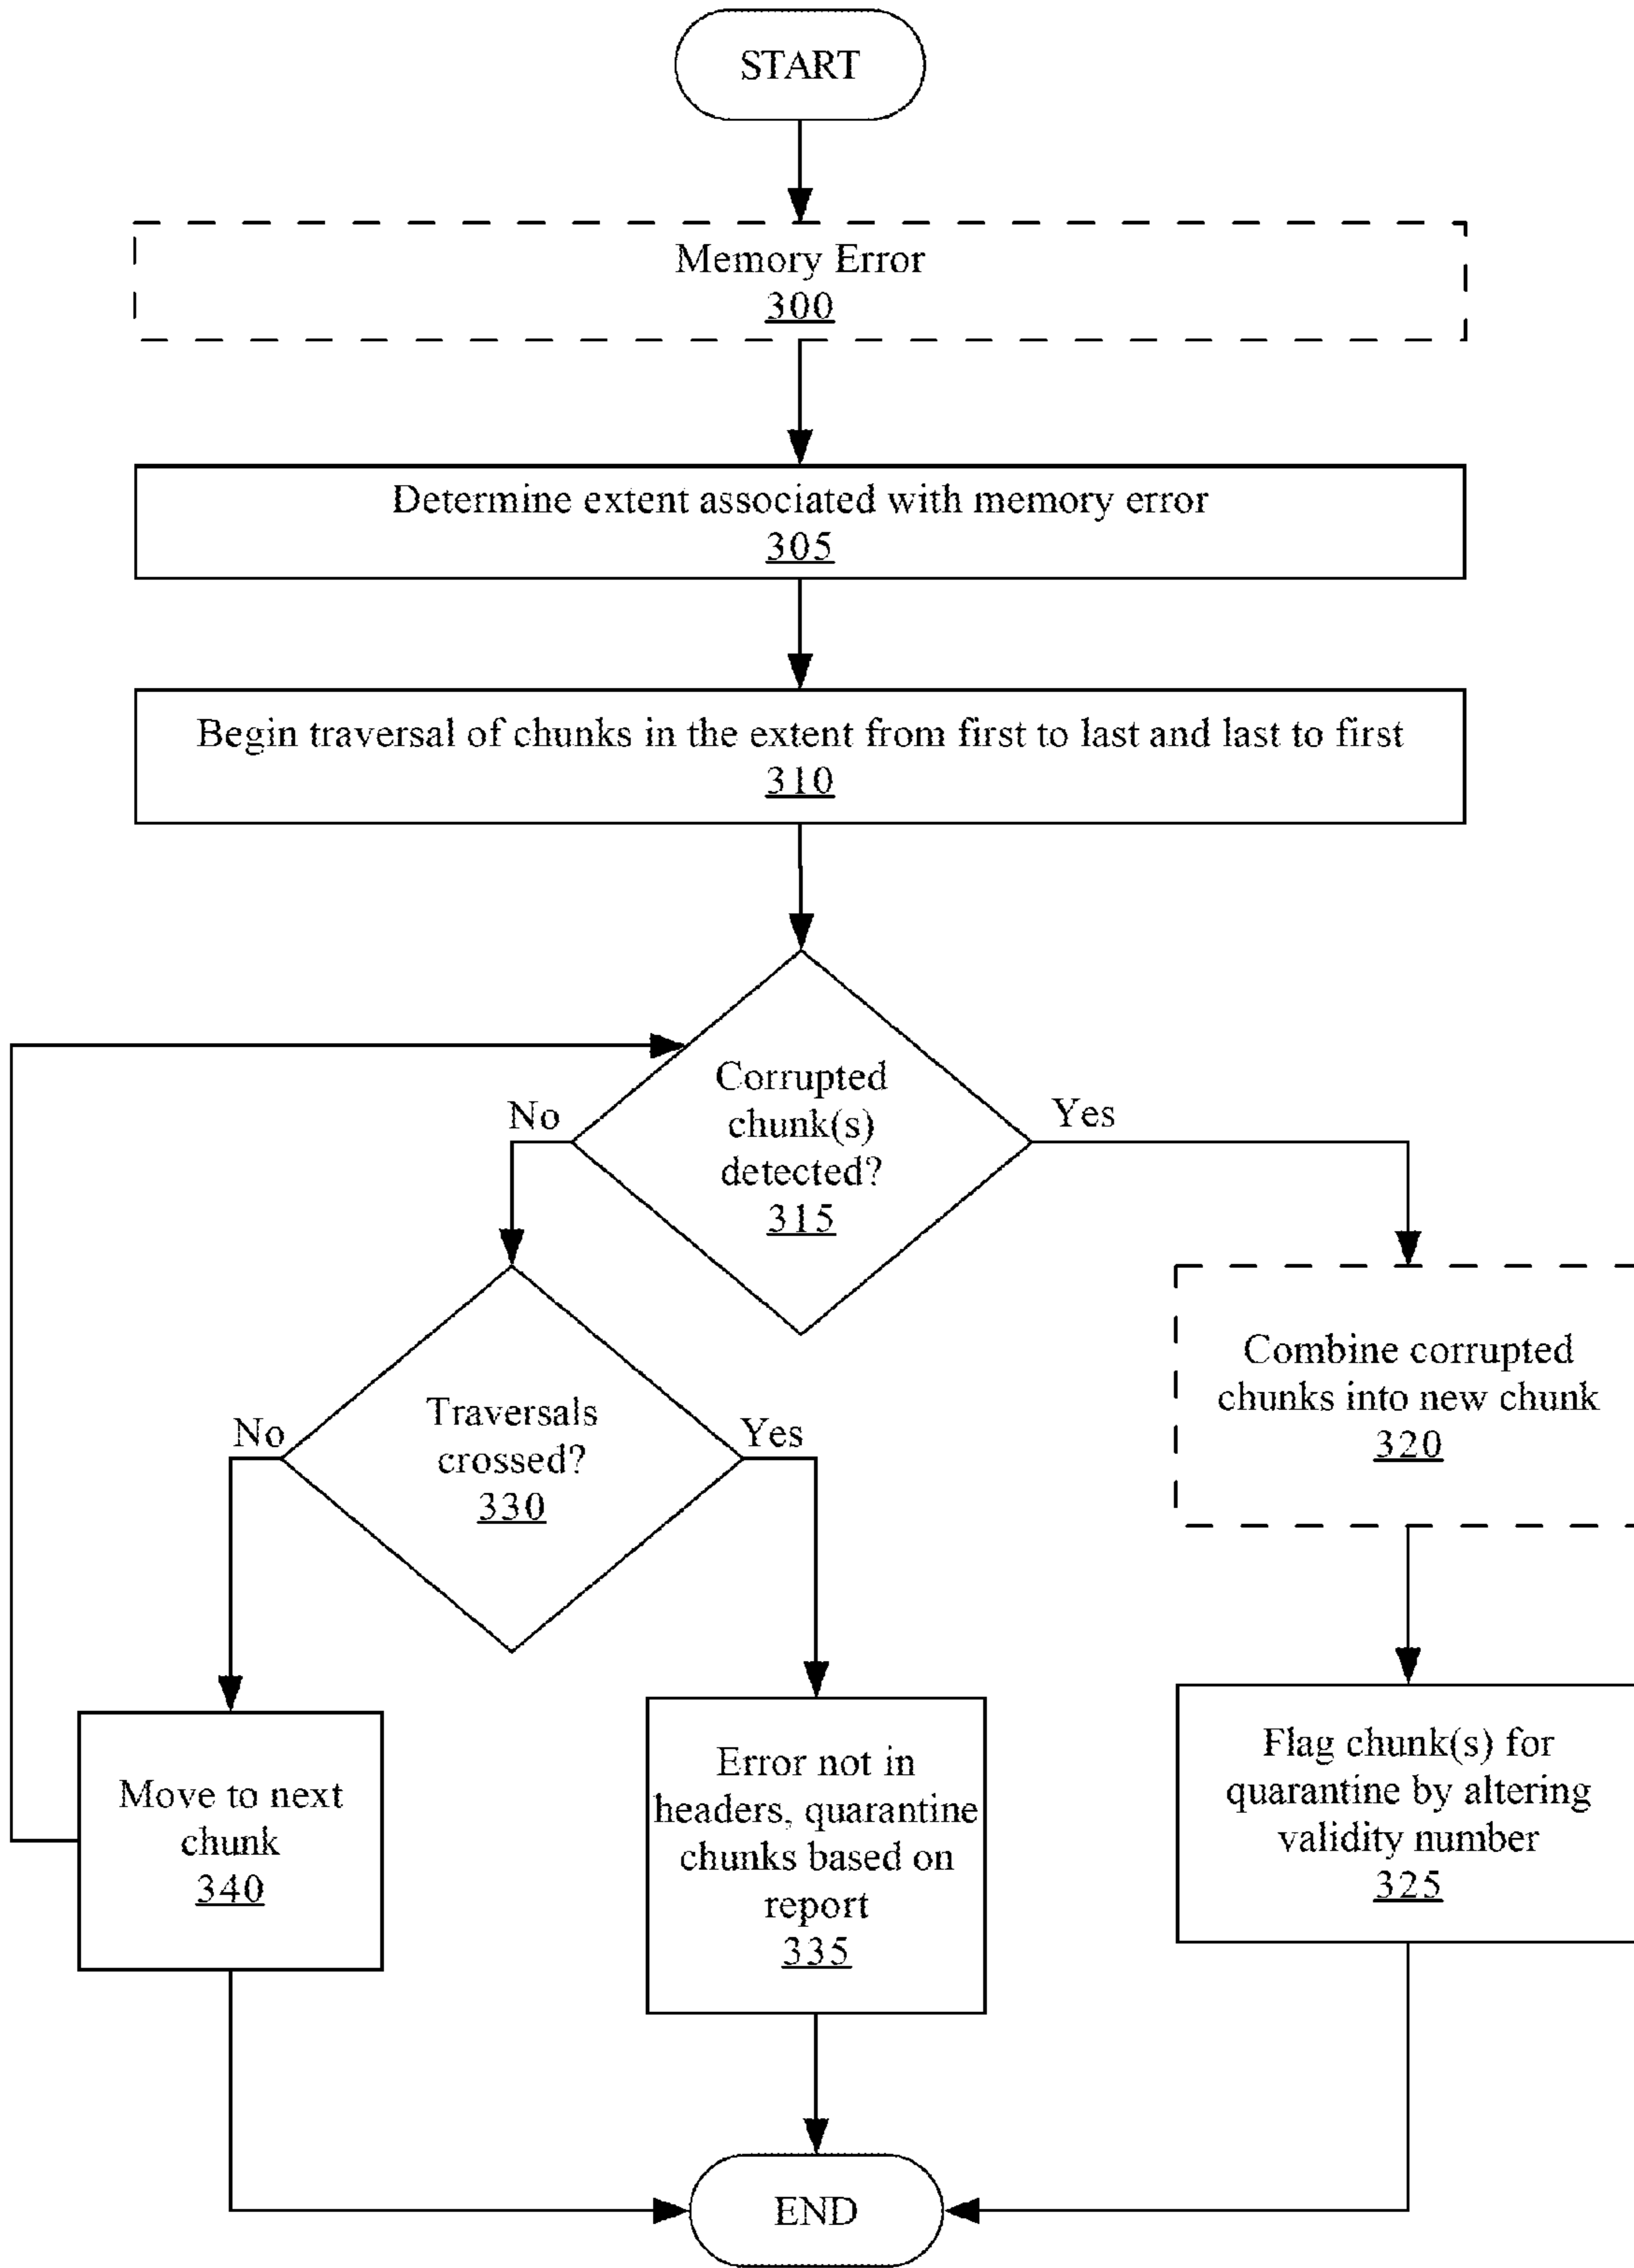 START
Memory Error
300
Determine extent associated with memory error
305
Begin traversal of chunks in the extent from first to last and last to first
310
Corrupted
chunk(s)
detected?
315
No
Yes
Combine corrupted
chunks into new chunk
320
Traversals
crossed?
330
No
Yes
Flag chunk(s) for
quarantine by altering
validity number
325
Error not in
headers, quarantine
chunks based on
report
335
Move to next
chunk
340
END